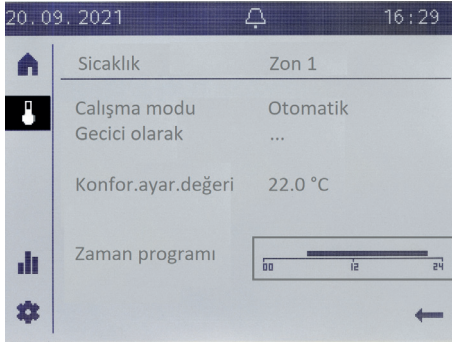 20.09.2021 16:29
Sicaklık Zon 1
Calışma modu Otomatik
Gecici olarak ...
Konfor.ayar.değeri 22.0 °C
Zaman programı
00 12 24